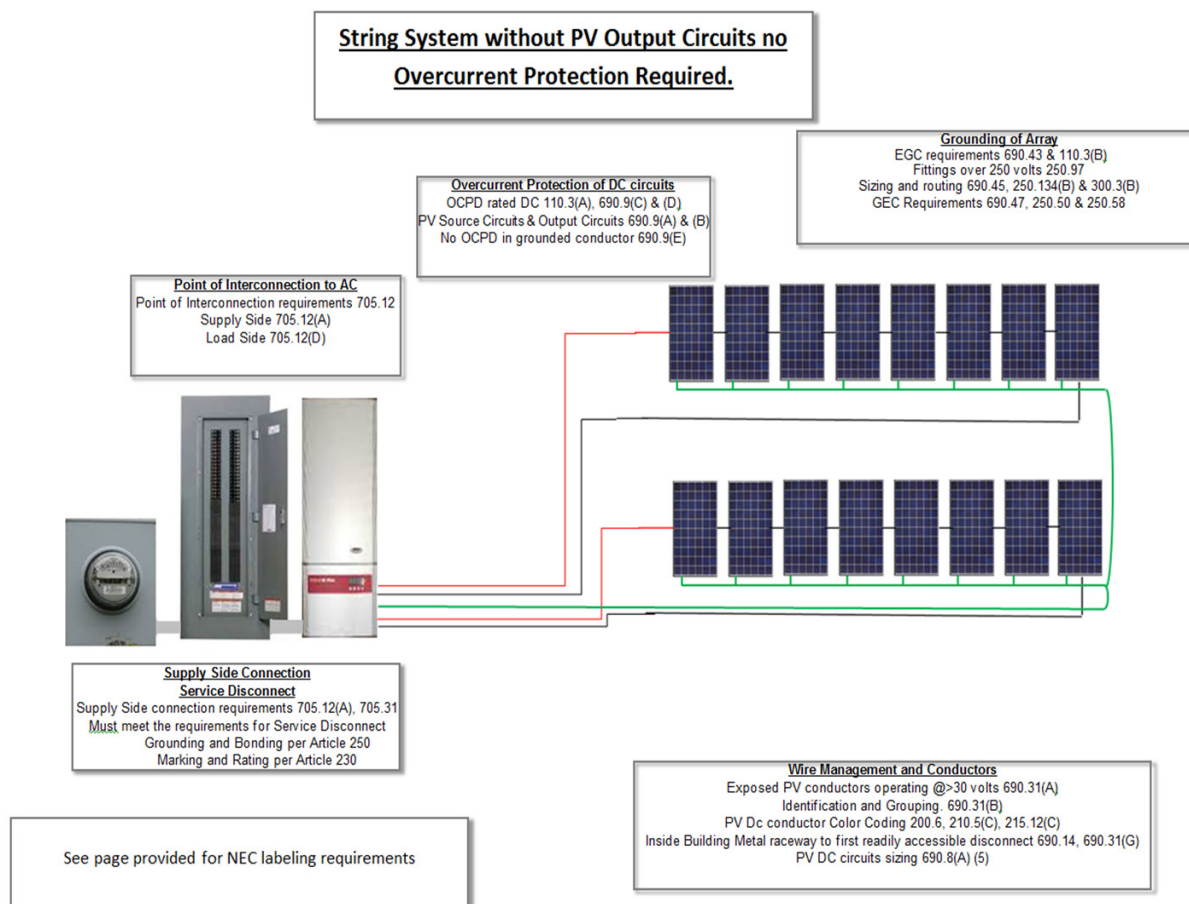 String System without PV Output Circuits no
Overcurrent Protection Required.
Grounding of Array
EGC requirements 690.43 & 110.3(B)
Fittings over 250 volts 250.97
Sizing and routing 690.45, 250.134(B) & 300.3(B)
GEC Requirements 690.47, 250.50 & 250.58
Overcurrent Protection of DC circuits
OCPD rated DC 110.3(A), 690.9(C) & (D)
PV Source Circuits & Output Circuits 690.9(A) & (B)
No OCPD in grounded conductor 690.9(E)
Point of Interconnection to AC
Point of Interconnection requirements 705.12
Supply Side 705.12(A)
Load Side 705.12(D)
Supply Side Connection
Service Disconnect
Supply Side connection requirements 705.12(A), 705.31
Must meet the requirements for Service Disconnect
Grounding and Bonding per Article 250
Marking and Rating per Article 230
Wire Management and Conductors
Exposed PV conductors operating @>30 volts 690.31(A)
Identification and Grouping. 690.31(B)
PV Dc conductor Color Coding 200.6, 210.5(C), 215.12(C)
Inside Building Metal raceway to first readily accessible disconnect 690.14, 690.31(G)
PV DC circuits sizing 690.8(A) (5)
See page provided for NEC labeling requirements